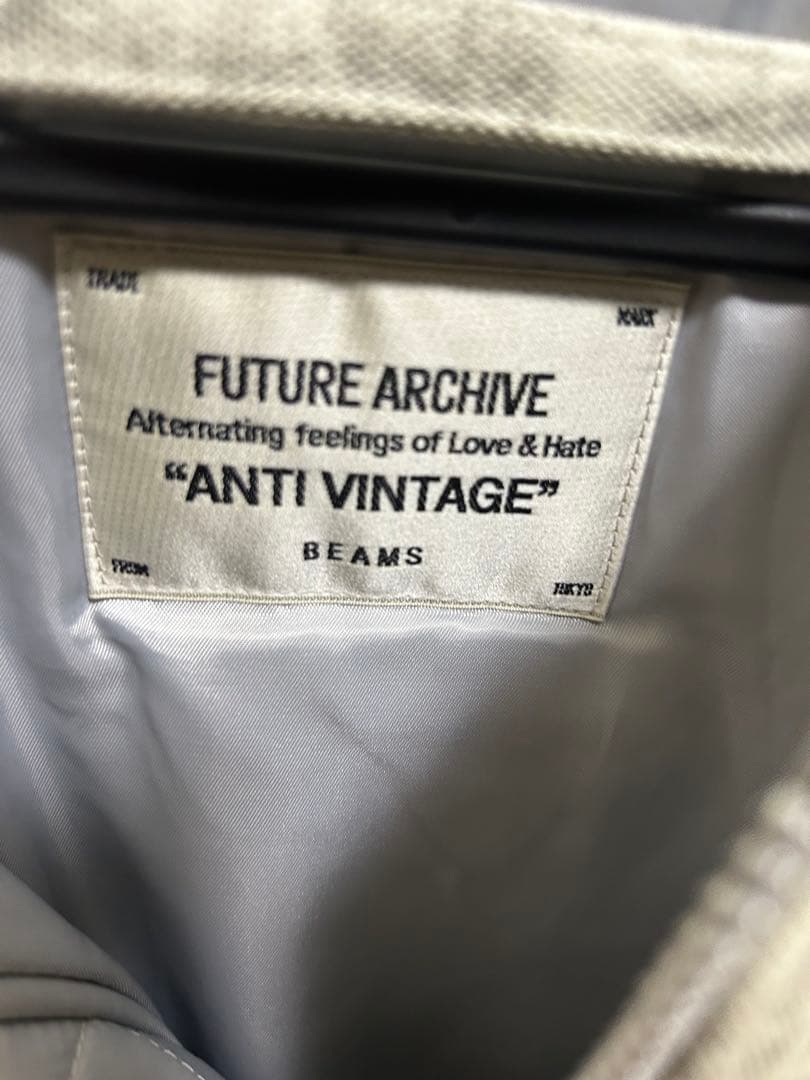 TRADE
MARK
FUTURE ARCHIVE
Alternating feelings of Love & Hate
“ANTI VINTAGE”
BEAMS
FROM
TOKYO